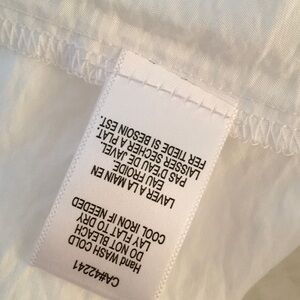 CA#42241
Hand WASH COLD
DO NOT BLEACH
LAY FLAT TO DRY
COOL IRON IF NEEDED
LAVER A LA MAIN EN
EAU FROIDE.
PAS D'EAU DE JAVEL.
LAISSER SÉCHER A PLAT.
FER TIEDE SI BESOIN EST.